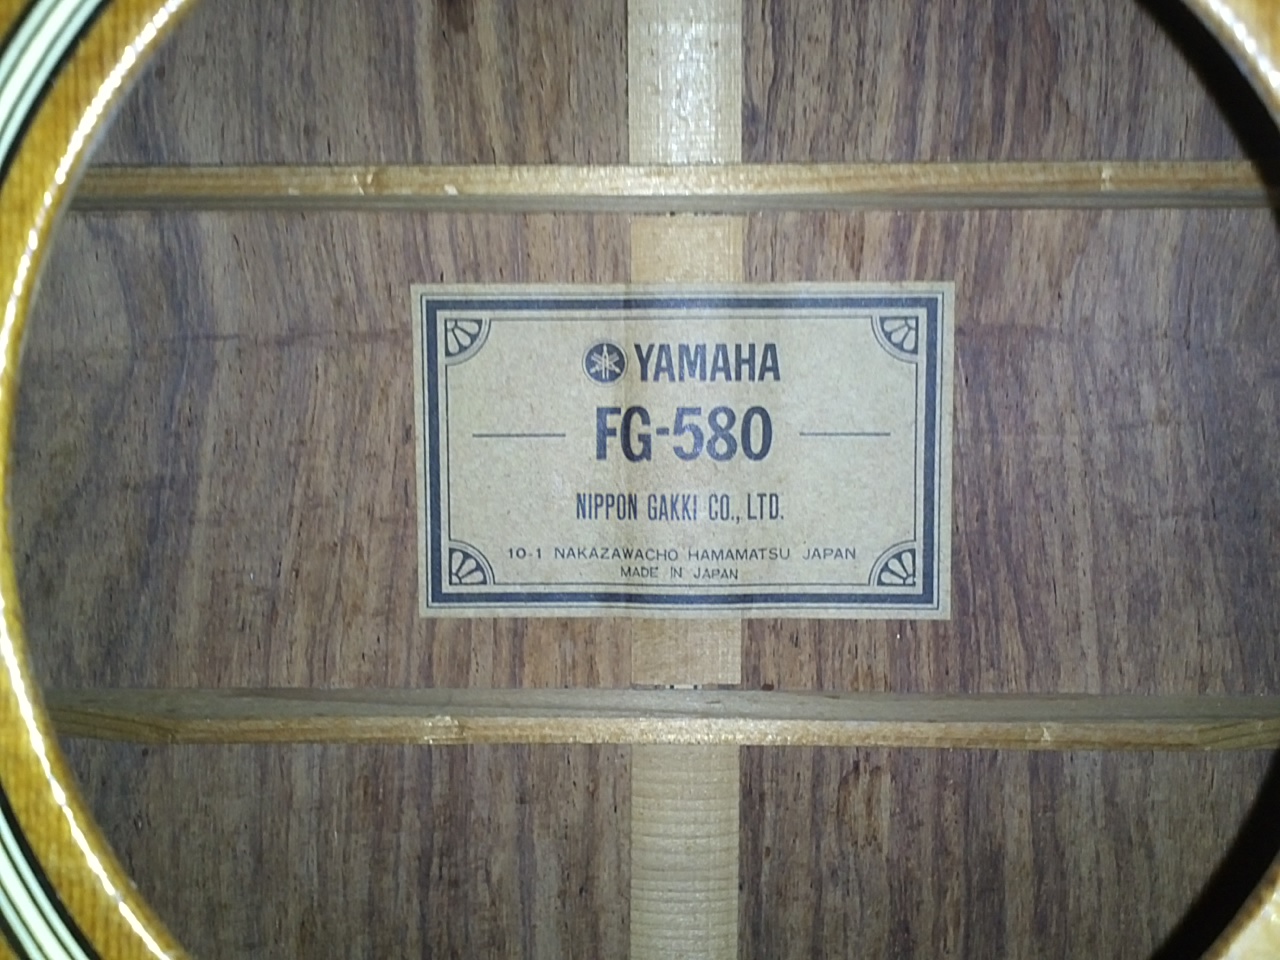 YAMAHA
FG-580
NIPPON GAKKI CO., LTD.
10-1 NAKAZAWACHO HAMAMATSU JAPAN
MADE IN JAPAN